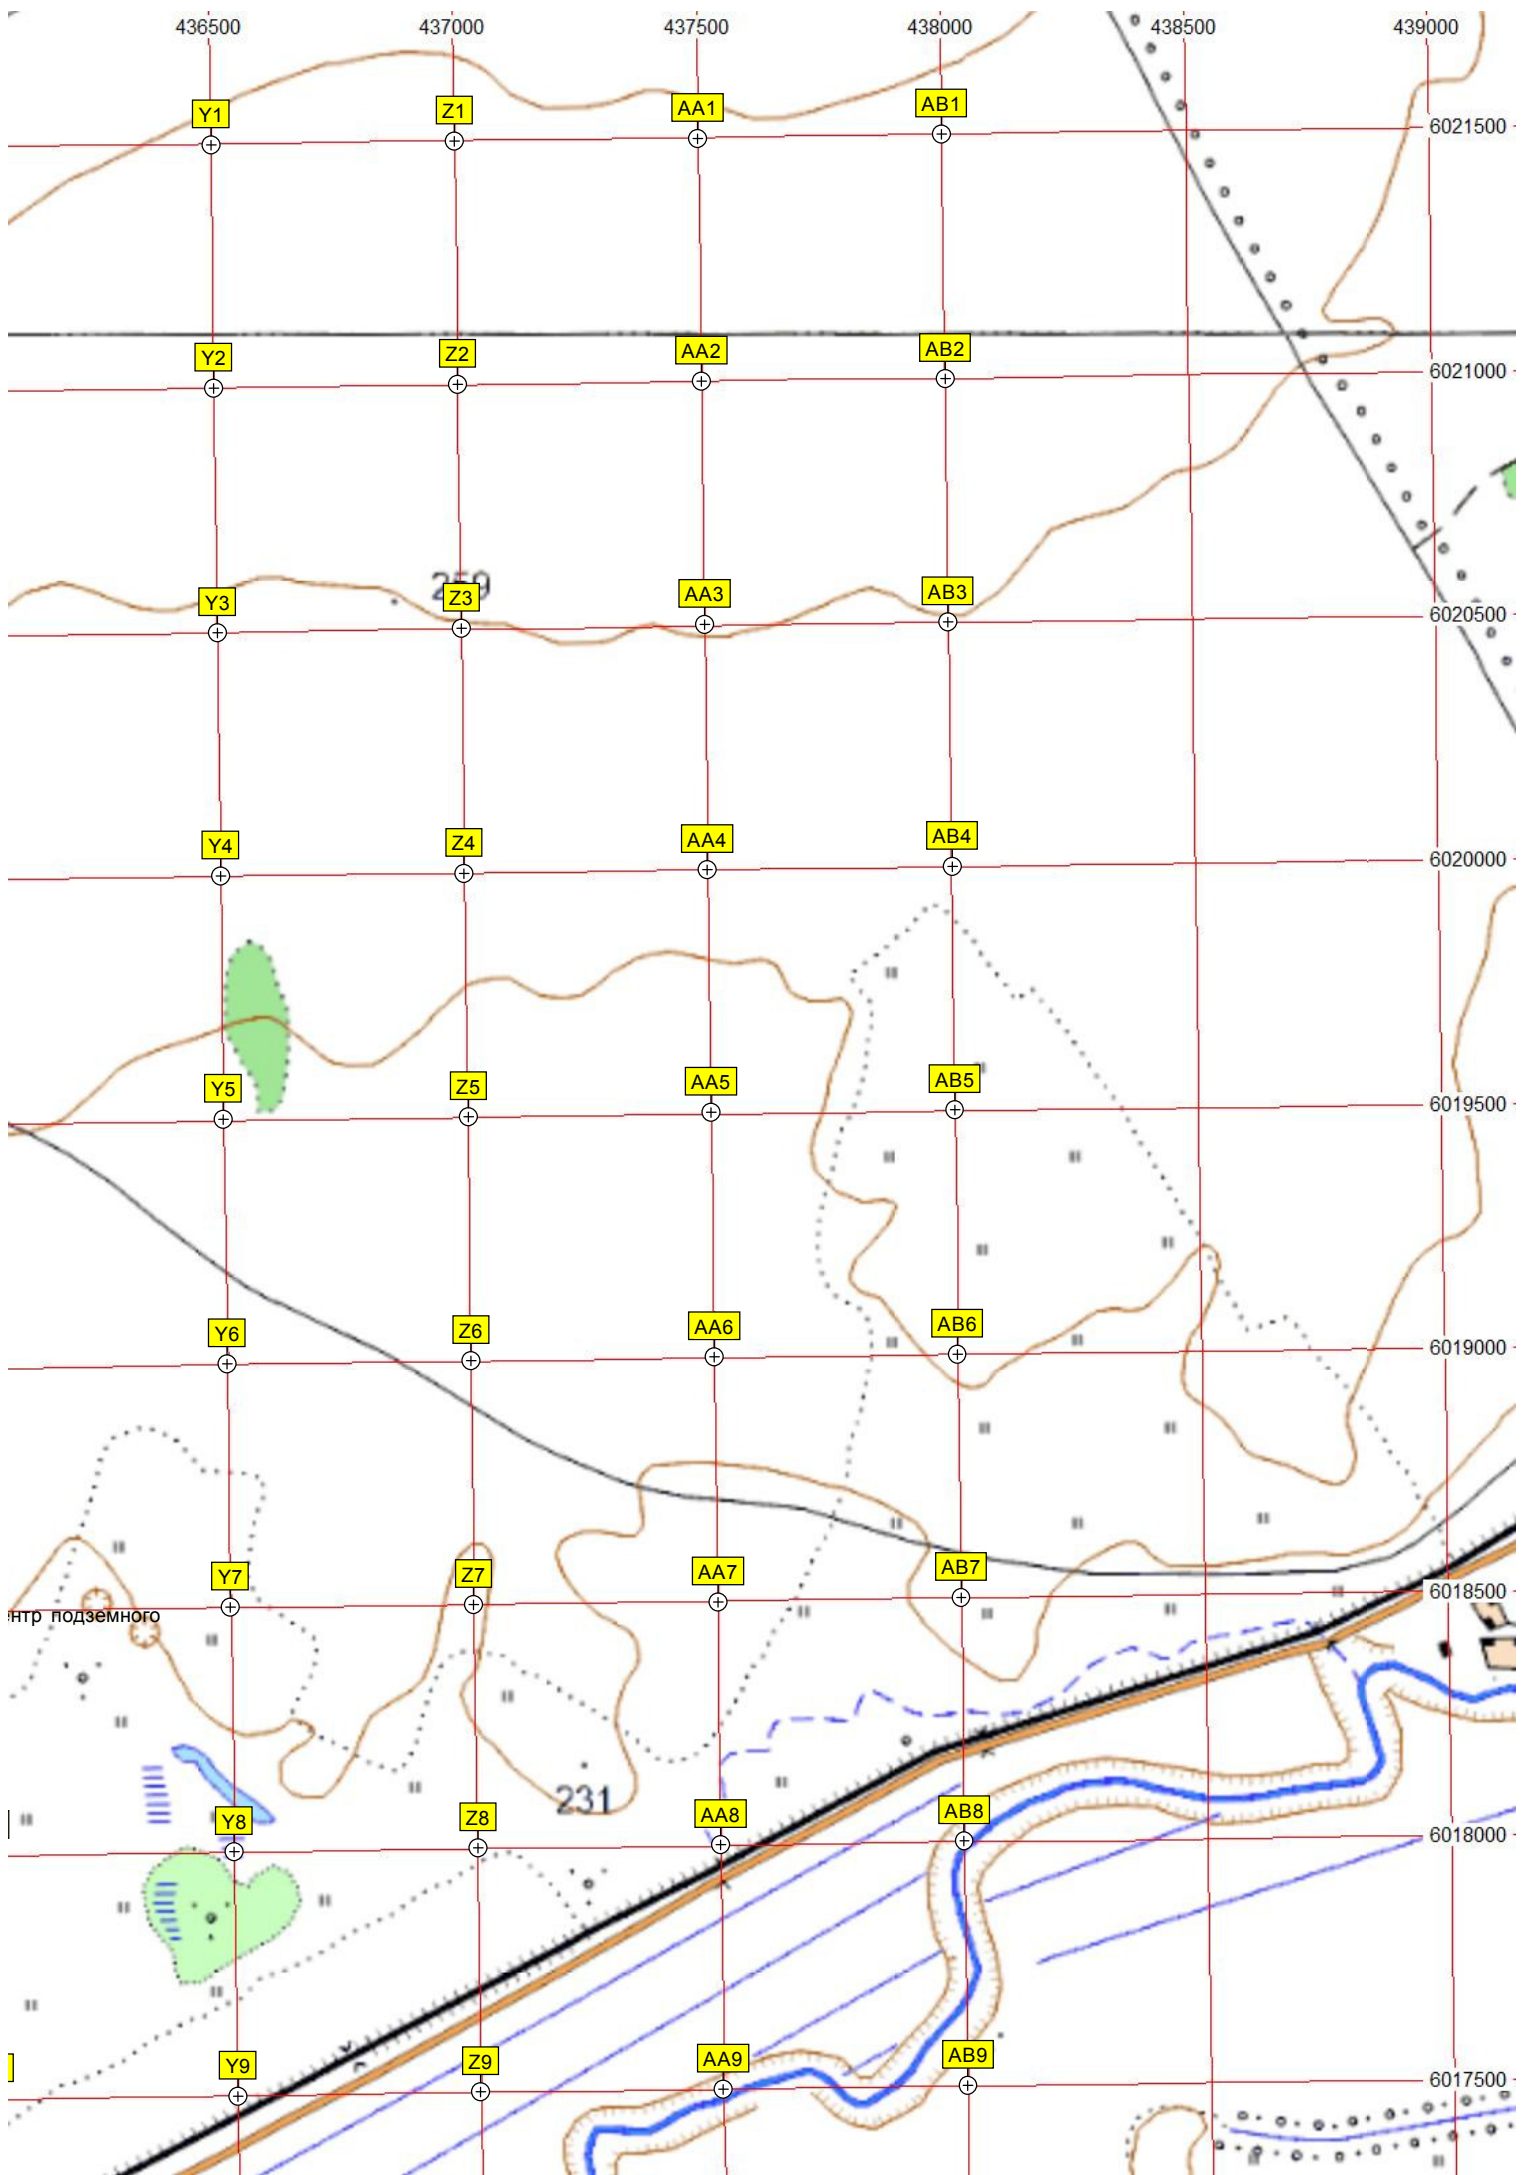 436500 437000 437500 438000 438500 439000
Y1 Z1 AA1 AB1
6021500
Y2 Z2 AA2 AB2
6021000
259
Y3 Z3 AA3 AB3
6020500
Y4 Z4 AA4 AB4
6020000
Y5 Z5 AA5 AB5
6019500
Y6 Z6 AA6 AB6
6019000
Y7 Z7 AA7 AB7
6018500
нтр подземного
231
Y8 Z8 AA8 AB8
6018000
Y9 Z9 AA9 AB9
6017500